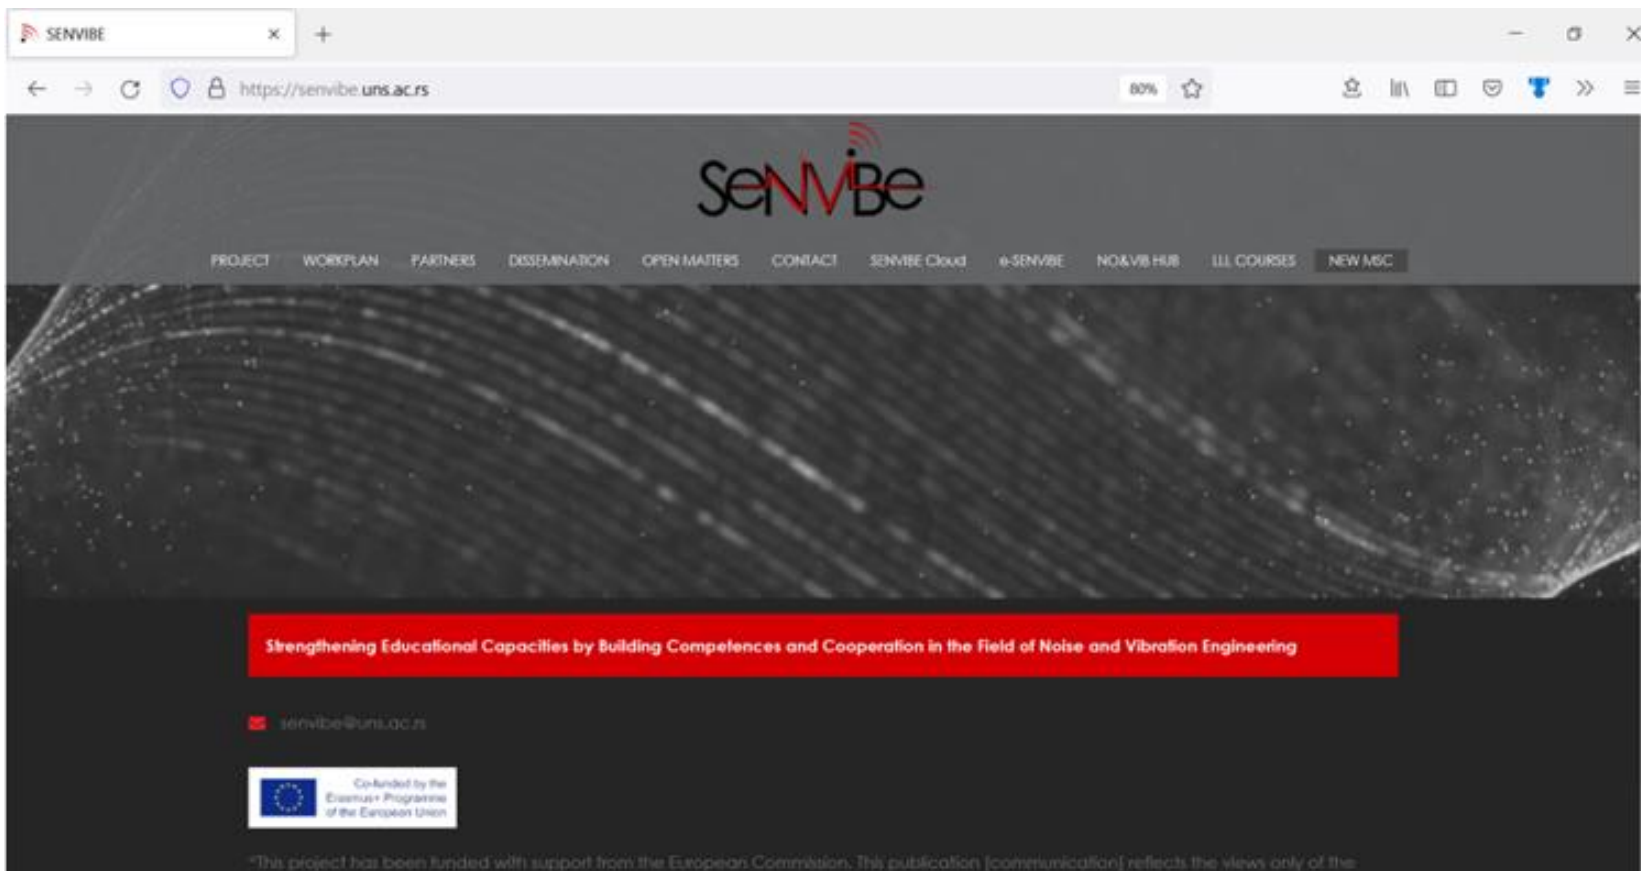 SENVIBE
https://senvibe.uns.ac.rs
80%
SeNViBe
PROJECT WORKPLAN PARTNERS DISSEMINATION OPEN MATTERS CONTACT SENVIBE Cloud e-SENVIBE NO&VIB HUB LLL COURSES NEW MSC
Strengthening Educational Capacities by Building Competences and Cooperation in the Field of Noise and Vibration Engineering
senvibe@uns.ac.rs
Co-funded by the
Erasmus+ Programme
of the European Union
"This project has been funded with support from the European Commission. This publication [communication] reflects the views only of the